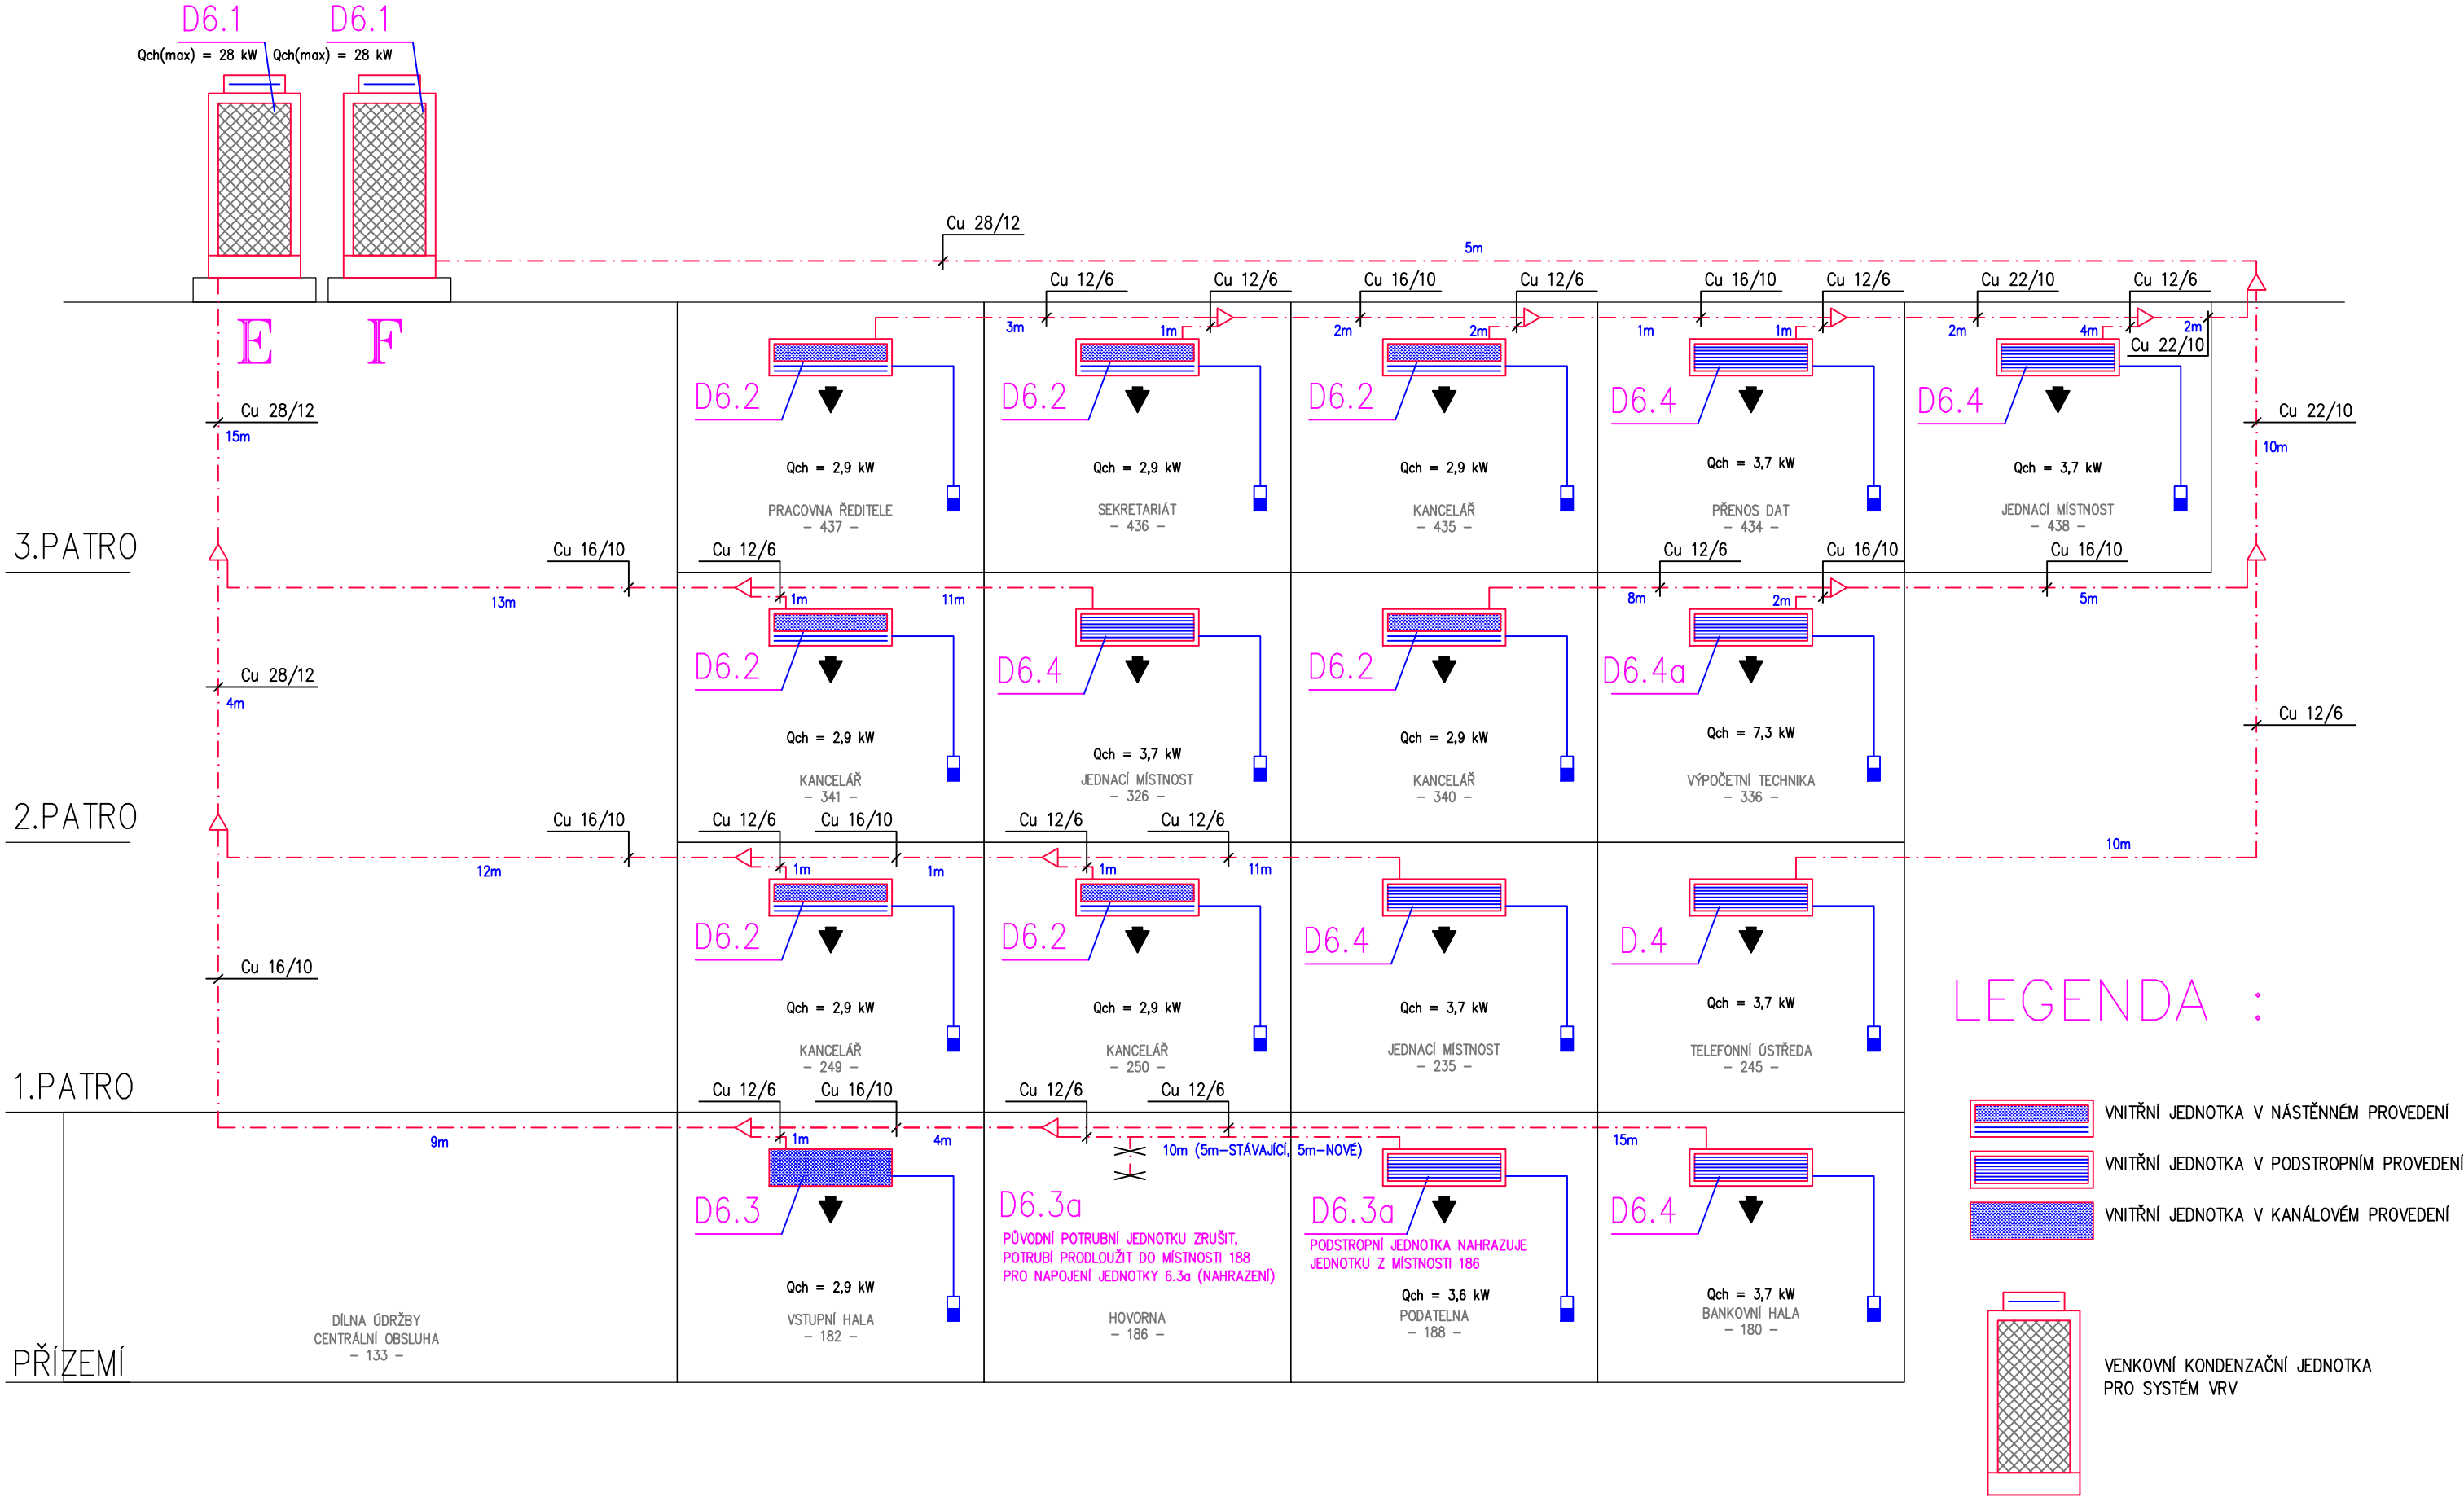 D6.1 D6.1
Qch(max) = 28 kW Qch(max) = 28 kW
Cu 28/12
5m
Cu 12/6 Cu 12/6 Cu 16/10 Cu 12/6 Cu 16/10 Cu 12/6 Cu 22/10 Cu 12/6
E F
3m 1m 2m 2m 1m 1m 2m 4m 2m
Cu 22/10
D6.2 D6.2 D6.2 D6.4 D6.4
Cu 28/12 Cu 22/10
15m 10m
Qch = 2,9 kW Qch = 2,9 kW Qch = 2,9 kW Qch = 3,7 kW Qch = 3,7 kW
PRACOVNA ŘEDITELE SEKRETARIÁT KANCELÁŘ PŘENOS DAT JEDNACÍ MÍSTNOST
- 437 - - 436 - - 435 - - 434 - - 438 -
3.PATRO
Cu 16/10 Cu 12/6 Cu 12/6 Cu 16/10 Cu 16/10
13m 1m 11m 8m 2m 5m
D6.2 D6.4 D6.2 D6.4a
Cu 28/12 Cu 12/6
4m
Qch = 2,9 kW Qch = 3,7 kW Qch = 2,9 kW Qch = 7,3 kW
KANCELÁŘ JEDNACÍ MÍSTNOST KANCELÁŘ VÝPOČETNÍ TECHNIKA
- 341 - - 326 - - 340 - - 336 -
2.PATRO
Cu 16/10 Cu 12/6 Cu 16/10 Cu 12/6 Cu 12/6
12m 1m 1m 1m 11m 10m
D6.2 D6.2 D6.4 D.4
Cu 16/10
Qch = 2,9 kW Qch = 2,9 kW Qch = 3,7 kW Qch = 3,7 kW
KANCELÁŘ KANCELÁŘ JEDNACÍ MÍSTNOST TELEFONNÍ ÚSTŘEDA
- 249 - - 250 - - 235 - - 245 -
LEGENDA :
1.PATRO
Cu 12/6 Cu 16/10 Cu 12/6 Cu 12/6
9m 1m 4m 10m (5m-STÁVAJÍCÍ, 5m-NOVÉ) 15m
VNITŘNÍ JEDNOTKA V NÁSTĚNNÉM PROVEDENÍ
VNITŘNÍ JEDNOTKA V PODSTROPNÍM PROVEDENÍ
VNITŘNÍ JEDNOTKA V KANÁLOVÉM PROVEDENÍ
D6.3 D6.3a D6.3a D6.4
PŮVODNÍ POTRUBNÍ JEDNOTKU ZRUŠIT,
POTRUBÍ PRODLOUŽIT DO MÍSTNOSTI 188
PRO NAPOJENÍ JEDNOTKY 6.3a (NAHRAZENÍ)
PODSTROPNÍ JEDNOTKA NAHRAZUJE
JEDNOTKU Z MÍSTNOSTI 186
Qch = 2,9 kW Qch = 3,6 kW Qch = 3,7 kW
DÍLNA ÚDRŽBY
CENTRÁLNÍ OBSLUHA
- 133 -
VSTUPNÍ HALA HOVORNA PODATELNA BANKOVNÍ HALA
- 182 - - 186 - - 188 - - 180 -
PŘÍZEMÍ
VENKOVNÍ KONDENZAČNÍ JEDNOTKA
PRO SYSTÉM VRV